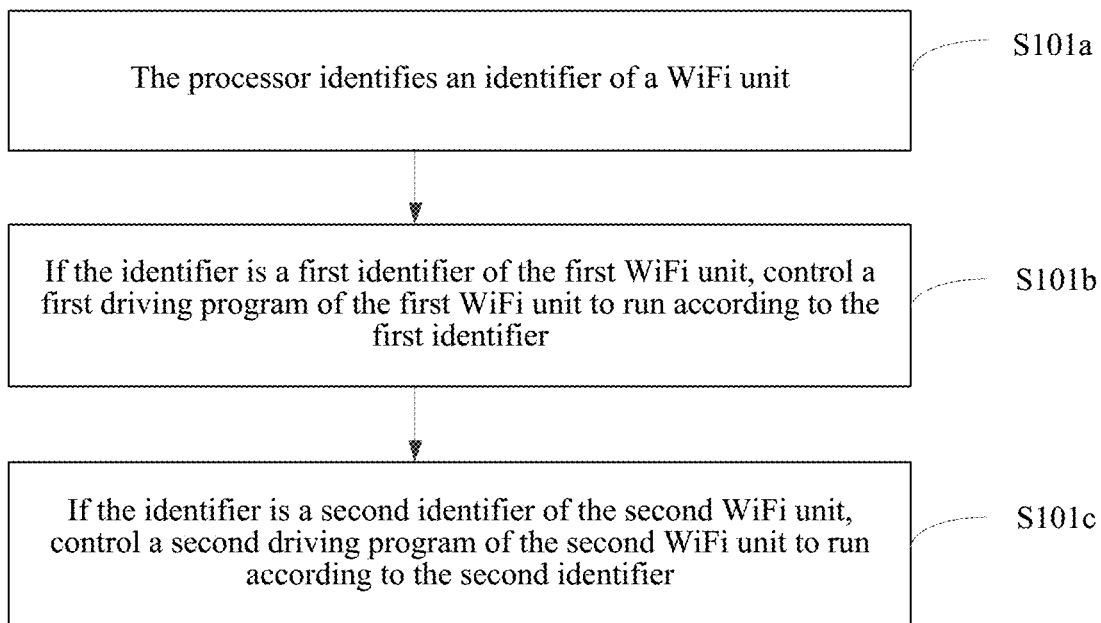 The processor identifies an identifier of a WiFi unit
S101a
If the identifier is a first identifier of the first WiFi unit, control a
first driving program of the first WiFi unit to run according to the
first identifier
S101b
If the identifier is a second identifier of the second WiFi unit,
control a second driving program of the second WiFi unit to run
according to the second identifier
S101c